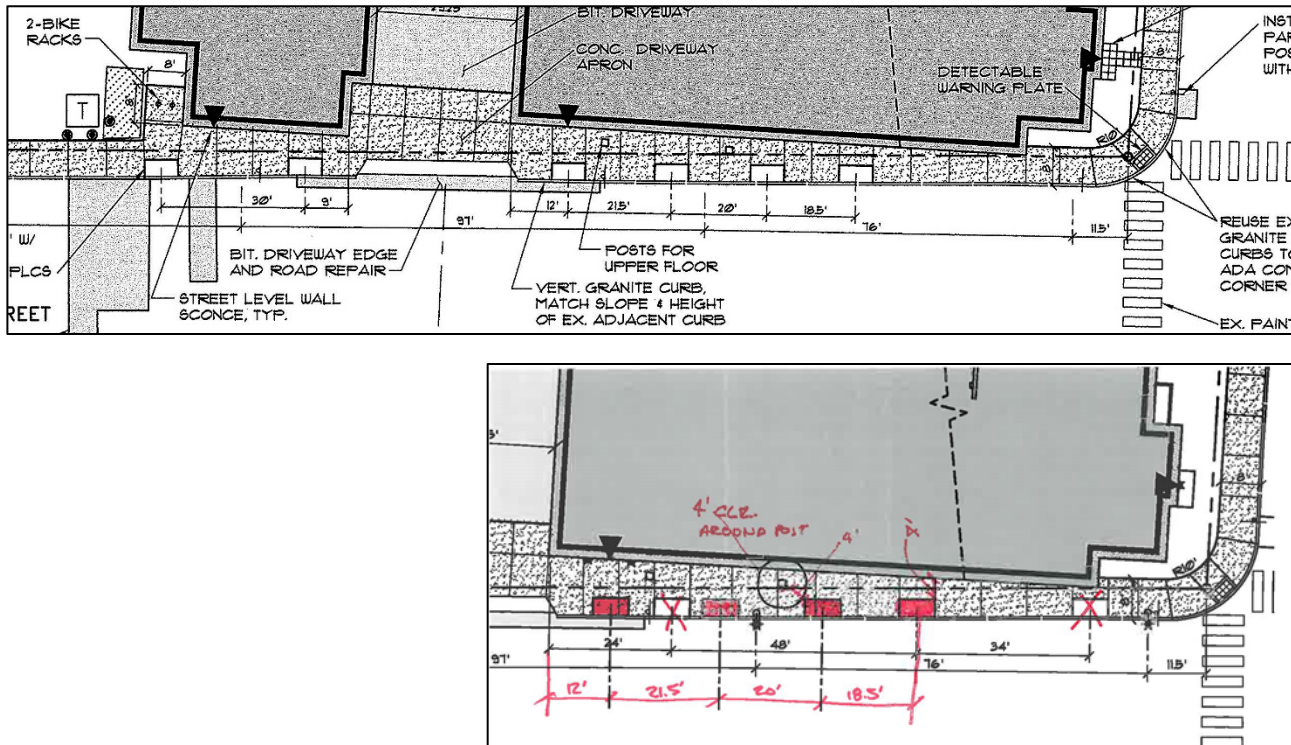 2-BIKE
RACKS
8'
8'
T
BIT. DRIVEWAY
CONC. DRIVEWAY
APRON
DETECTABLE
WARNING PLATE
8'
R10'
8'
30'
9'
97'
12'
21.5'
20'
18.5'
76'
11.5'
' W/
PLCS
REET
STREET LEVEL WALL
SCONCE, TYP.
BIT. DRIVEWAY EDGE
AND ROAD REPAIR
VERT. GRANITE CURB,
MATCH SLOPE & HEIGHT
OF EX. ADJACENT CURB
POSTS FOR
UPPER FLOOR
INST
PAR
POS
WITH
REUSE EX
GRANITE
CURBS TO
ADA CON
CORNER
EX. PAINT
4' CLR.
AROUND POST
4'
8'
R10'
24'
48'
34'
97'
76'
11.5'
12'
21.5'
20'
18.5'